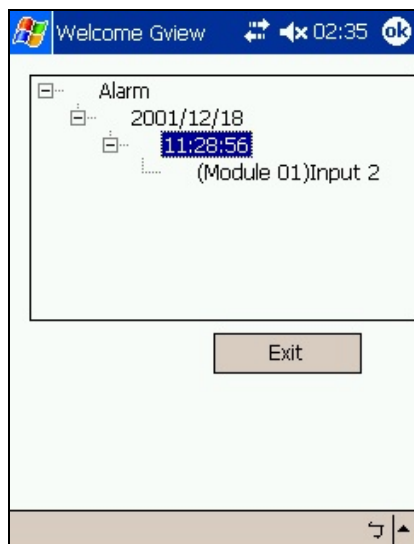 Welcome Gview 02:35 ok
Alarm
2001/12/18
11:28:56
(Module 01)Input 2
Exit